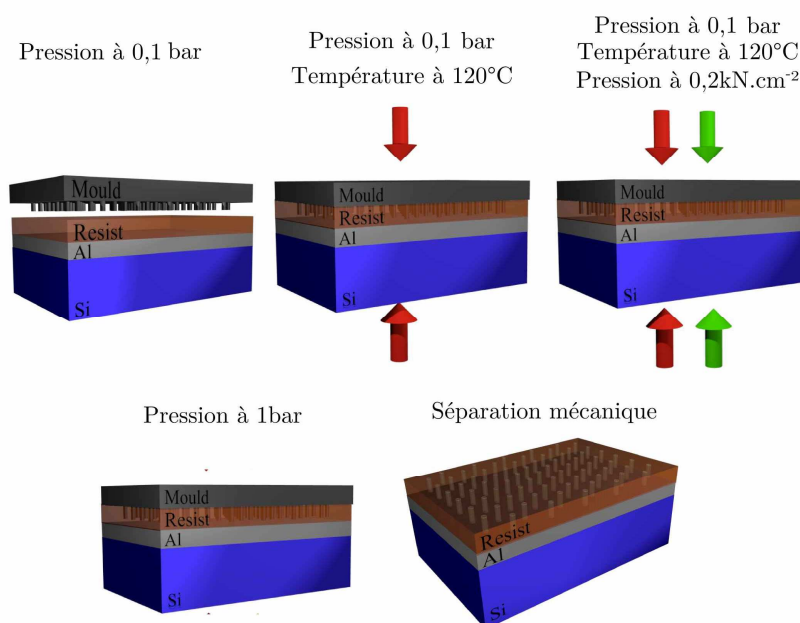 Pression à 0,1 bar
Pression à 0,1 bar
Température à 120°C
Pression à 0,1 bar
Température à 120°C
Pression à 0,2kN.cm⁻²
Mould
Resist
Al
Si
Mould
Resist
Al
Si
Mould
Resist
Al
Si
Pression à 1bar
Séparation mécanique
Mould
Resist
Al
Si
Resist
Al
Si